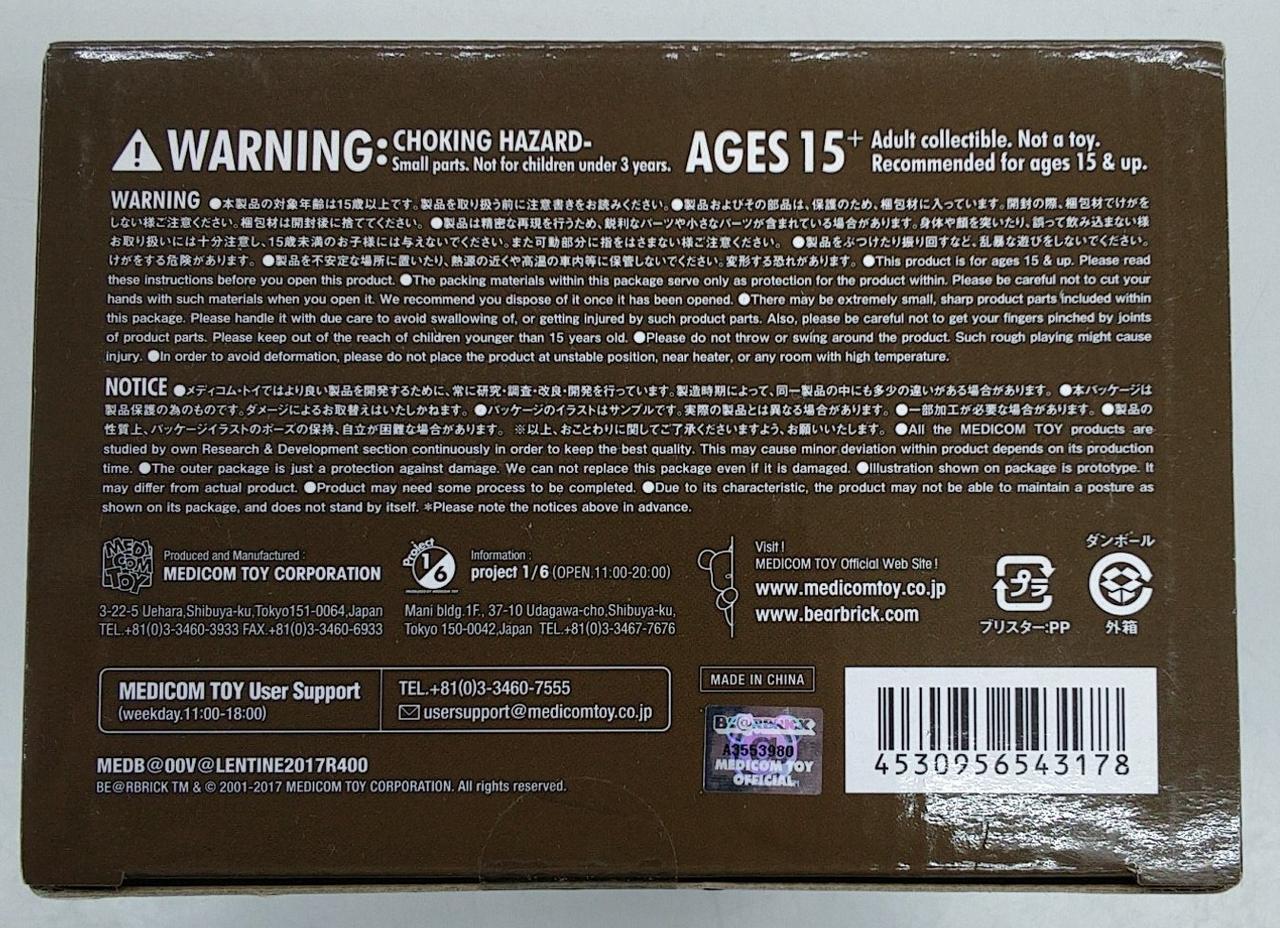 WARNING: CHOKING HAZARD-
Small parts. Not for children under 3 years.
AGES 15+ Adult collectible. Not a toy.
Recommended for ages 15 & up.
WARNING ●本製品の対象年齢は15歳以上です。製品を取り扱う前に注意書きをお読みください。●製品およびその部品は、保護のため、梱包材に入っています。開封の際、梱包材でけがを
しない様ご注意ください。梱包材は開封後に捨ててください。 ●製品は精密な再現を行うため、鋭利なパーツや小さなパーツが含まれている場合があります。身体や顔を突いたり、誤って飲み込まない様
お取り扱いには十分注意し、15歳未満のお子様には与えないでください。また可動部分に指をはさまない様ご注意ください。 ●製品をぶつけたり振り回すなど、乱暴な遊びをしないでください。
けがをする危険があります。 ●製品を不安定な場所に置いたり、熱源の近くや高温の車内等に保管しないでください。変形する恐れがあります。 ●This product is for ages 15 & up. Please read
these instructions before you open this product. ●The packing materials within this package serve only as protection for the product within. Please be careful not to cut your
hands with such materials when you open it. We recommend you dispose of it once it has been opened. ●There may be extremely small, sharp product parts included within
this package. Please handle it with due care to avoid swallowing of, or getting injured by such product parts. Also, please be careful not to get your fingers pinched by joints
of product parts. Please keep out of the reach of children younger than 15 years old. ●Please do not throw or swing around the product. Such rough playing might cause
injury. ●In order to avoid deformation, please do not place the product at unstable position, near heater, or any room with high temperature.
NOTICE ●メディコム・トイではより良い製品を開発するために、常に研究・調査・改良・開発を行っています。製造時期によって、同一製品の中にも多少の違いがある場合があります。 ●本パッケージは
製品保護の為のものです。ダメージによるお取替えはいたしかねます。 ●パッケージのイラストはサンプルです。実際の製品とは異なる場合があります。 ●一部加工が必要な場合があります。 ●製品の
性質上、パッケージイラストのポーズの保持、自立が困難な場合があります。 ※以上、おことわりに関してご了承くださいますよう、お願いいたします。 ●All the MEDICOM TOY products are
studied by own Research & Development section continuously in order to keep the best quality. This may cause minor deviation within product depends on its production
time. ●The outer package is just a protection against damage. We can not replace this package even if it is damaged. ●Illustration shown on package is prototype. It
may differ from actual product. ●Product may need some process to be completed. ●Due to its characteristic, the product may not be able to maintain a posture as
shown on its package, and does not stand by itself. *Please note the notices above in advance.
MEDI
COM
TOY
Produced and Manufactured :
MEDICOM TOY CORPORATION
3-22-5 Uehara,Shibuya-ku,Tokyo151-0064,Japan
TEL.+81(0)3-3460-3933 FAX.+81(0)3-3460-6933
Project
1/6
PRODUCED BY MEDICOM TOY
Information :
project 1/6 (OPEN.11:00-20:00)
Mani bldg.1F., 37-10 Udagawa-cho,Shibuya-ku,
Tokyo 150-0042,Japan TEL.+81(0)3-3467-7676
Visit !
MEDICOM TOY Official Web Site !
www.medicomtoy.co.jp
www.bearbrick.com
プラ
ブリスター:PP
ダンボール
外箱
MEDICOM TOY User Support
(weekday.11:00-18:00)
TEL.+81(0)3-3460-7555
usersupport@medicomtoy.co.jp
MADE IN CHINA
BE@RBRICK
A3553980
MEDICOM TOY
OFFICIAL
4530956543178
MEDB@00V@LENTINE2017R400
BE@RBRICK TM & © 2001-2017 MEDICOM TOY CORPORATION. All rights reserved.